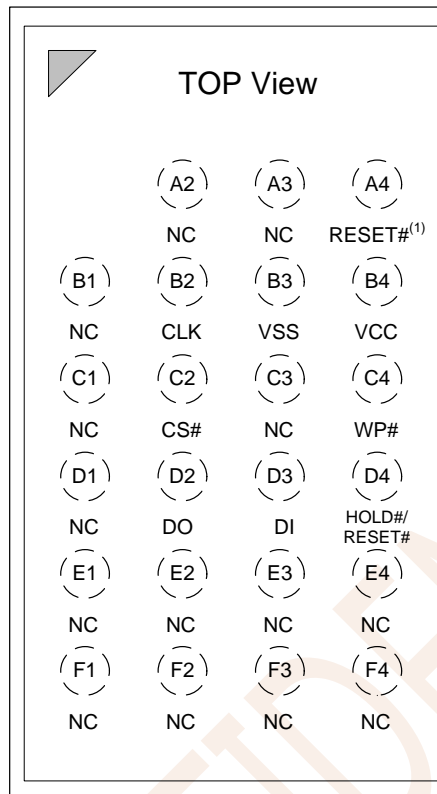 TOP View
A2 A3 A4
NC NC RESET#(1)
B1 B2 B3 B4
NC CLK VSS VCC
C1 C2 C3 C4
NC CS# NC WP#
D1 D2 D3 D4
NC DO DI HOLD#/
RESET#
E1 E2 E3 E4
NC NC NC NC
F1 F2 F3 F4
NC NC NC NC